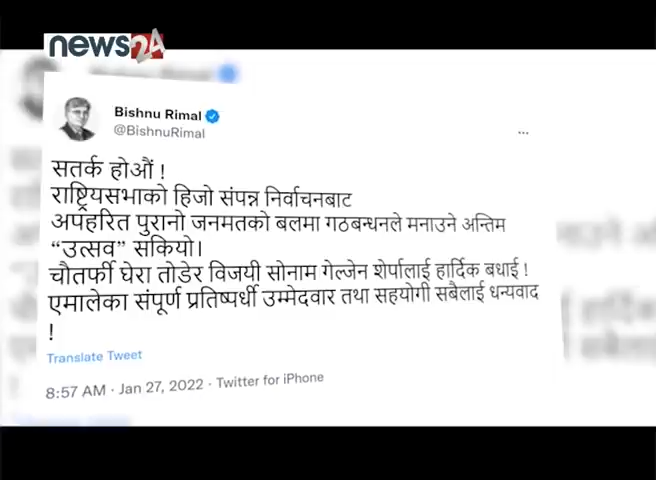 news24
Bishnu Rimal
@BishnuRimal
...
सतर्क होऔं !
राष्ट्रियसभाको हिजो संपन्न निर्वाचनबाट
अपहरित पुरानो जनमतको बलमा गठबन्धनले मनाउने अन्तिम
“उत्सव” सकियो।
चौतर्फी घेरा तोडेर विजयी सोनाम गेल्जेन शेर्पालाई हार्दिक बधाई !
एमालेका संपूर्ण प्रतिष्पर्धी उम्मेदवार तथा सहयोगी सबैलाई धन्यवाद
!
Translate Tweet
8:57 AM · Jan 27, 2022 · Twitter for iPhone